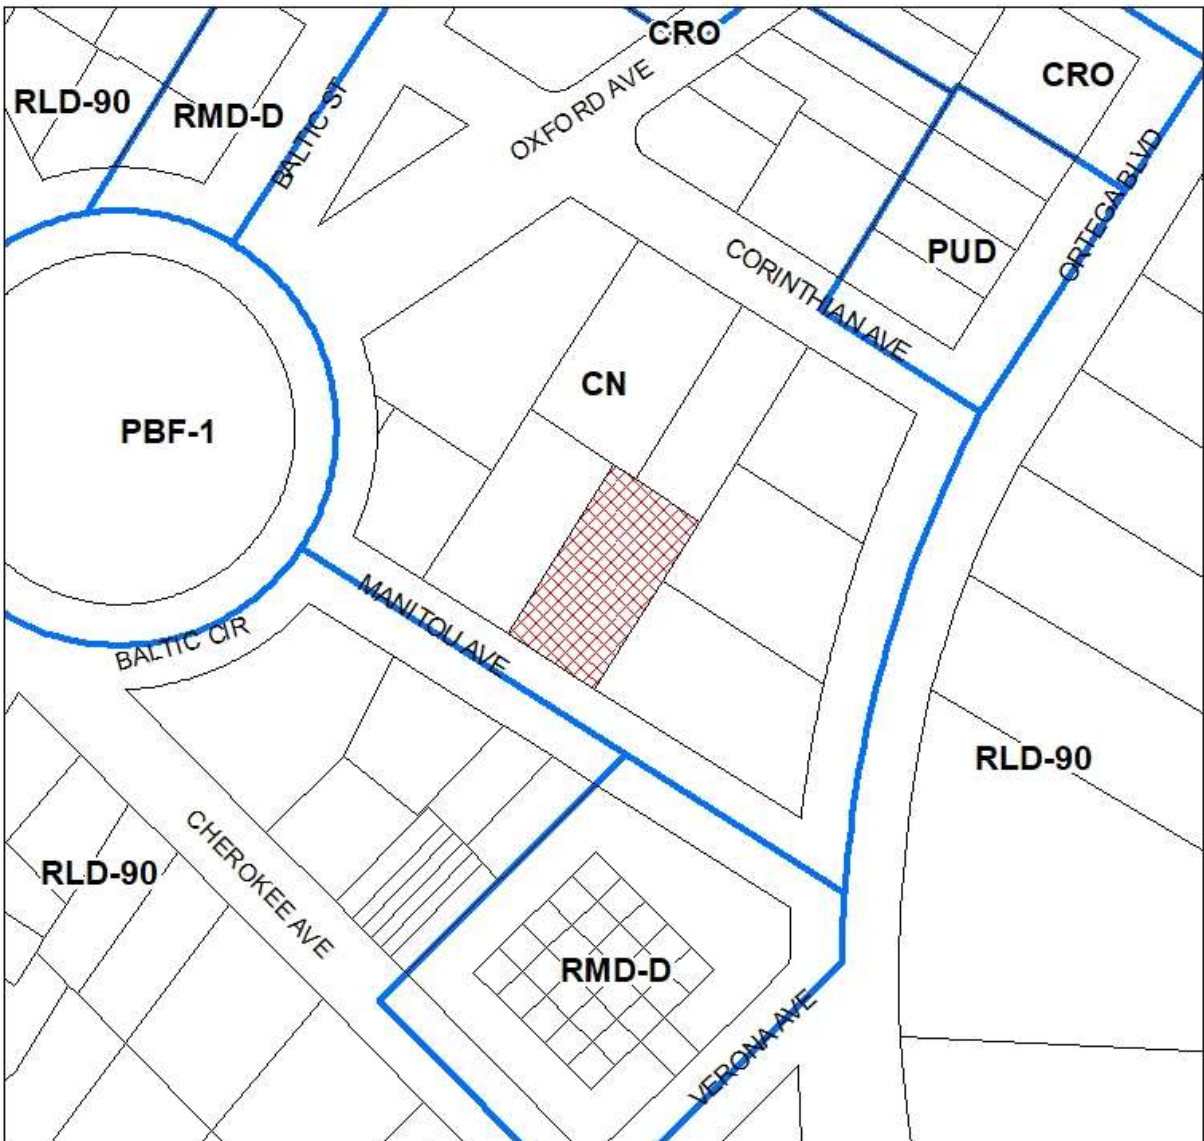 CRO
CRO
RLD-90
RMD-D
BALTIC ST
OXFORD AVE
ORTEGA BLVD
PUD
CORINTHIAN AVE
CN
PBF-1
MANITOU AVE
BALTIC CIR
RLD-90
RLD-90
CHEROKEE AVE
RMD-D
VERONA AVE